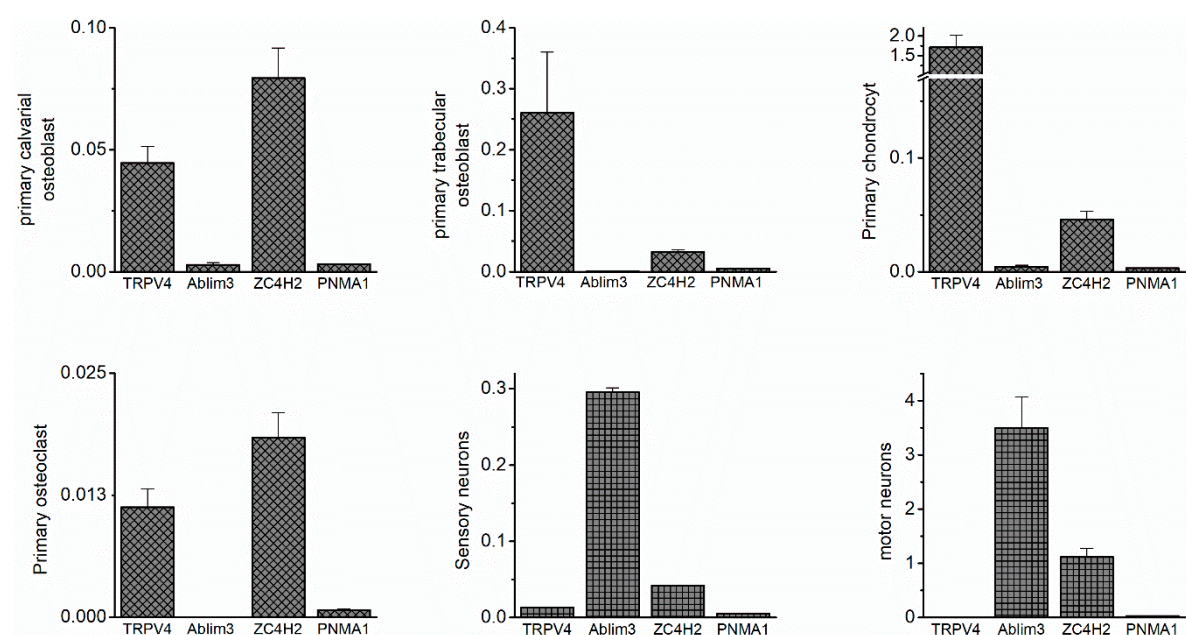 primary calvarial
osteoblast
0.10
0.05
0.00
TRPV4 Ablim3 ZC4H2 PNMA1
primary trabecular
osteoblast
0.4
0.3
0.2
0.1
0.0
TRPV4 Ablim3 ZC4H2 PNMA1
Primary chondrocyt
2.0
1.5
0.1
0.0
TRPV4 Ablim3 ZC4H2 PNMA1
Primary osteoclast
0.025
0.013
0.000
TRPV4 Ablim3 ZC4H2 PNMA1
Sensory neurons
0.3
0.2
0.1
0.0
TRPV4 Ablim3 ZC4H2 PNMA1
motor neurons
4
3
2
1
0
TRPV4 Ablim3 ZC4H2 PNMA1